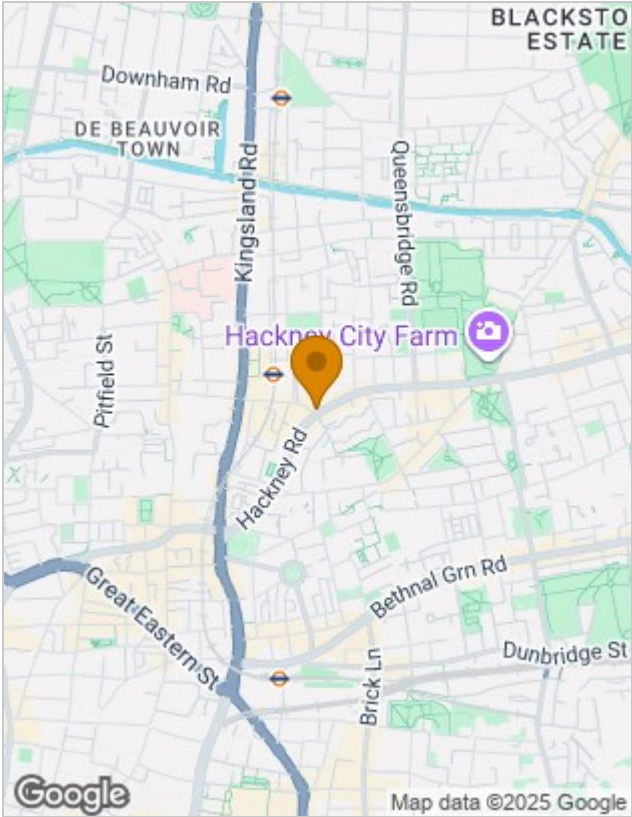 BLACKSTO
ESTATE
Downham Rd
DE BEAUVOIR
TOWN
Kingsland Rd
Queensbridge Rd
Hackney City Farm
Pitfield St
Hackney Rd
Great Eastern St
Bethnal Grn Rd
Dunbridge St
Brick Ln
Google
Map data ©2025 Google